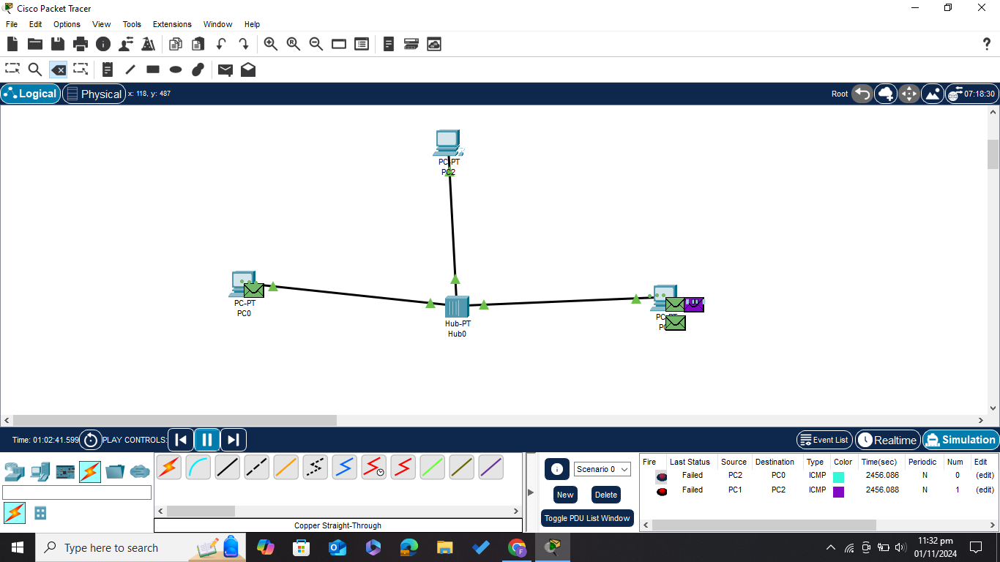 Cisco Packet Tracer
File Edit Options View Tools Extensions Window Help
?
Logical Physical x: 118, y: 487 Root 07:18:30
PC-PT
PC2
PC-PT
PC0
Hub-PT
Hub0
Time: 01:02:41.599 PLAY CONTROLS: Event List Realtime Simulation
Scenario 0
New Delete
Toggle PDU List Window
Copper Straight-Through
Fire Last Status Source Destination Type Color Time(sec) Periodic Num Edit
Failed PC2 PC0 ICMP 2456.086 N 0 (edit)
Failed PC1 PC2 ICMP 2456.088 N 1 (edit)
Type here to search
11:32 pm
01/11/2024